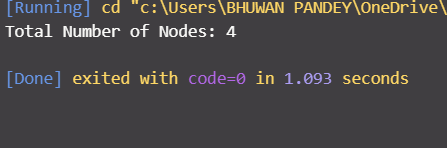 [Running] cd "c:\Users\BHUWAN PANDEY\OneDrive\
Total Number of Nodes: 4
[Done] exited with code=0 in 1.093 seconds